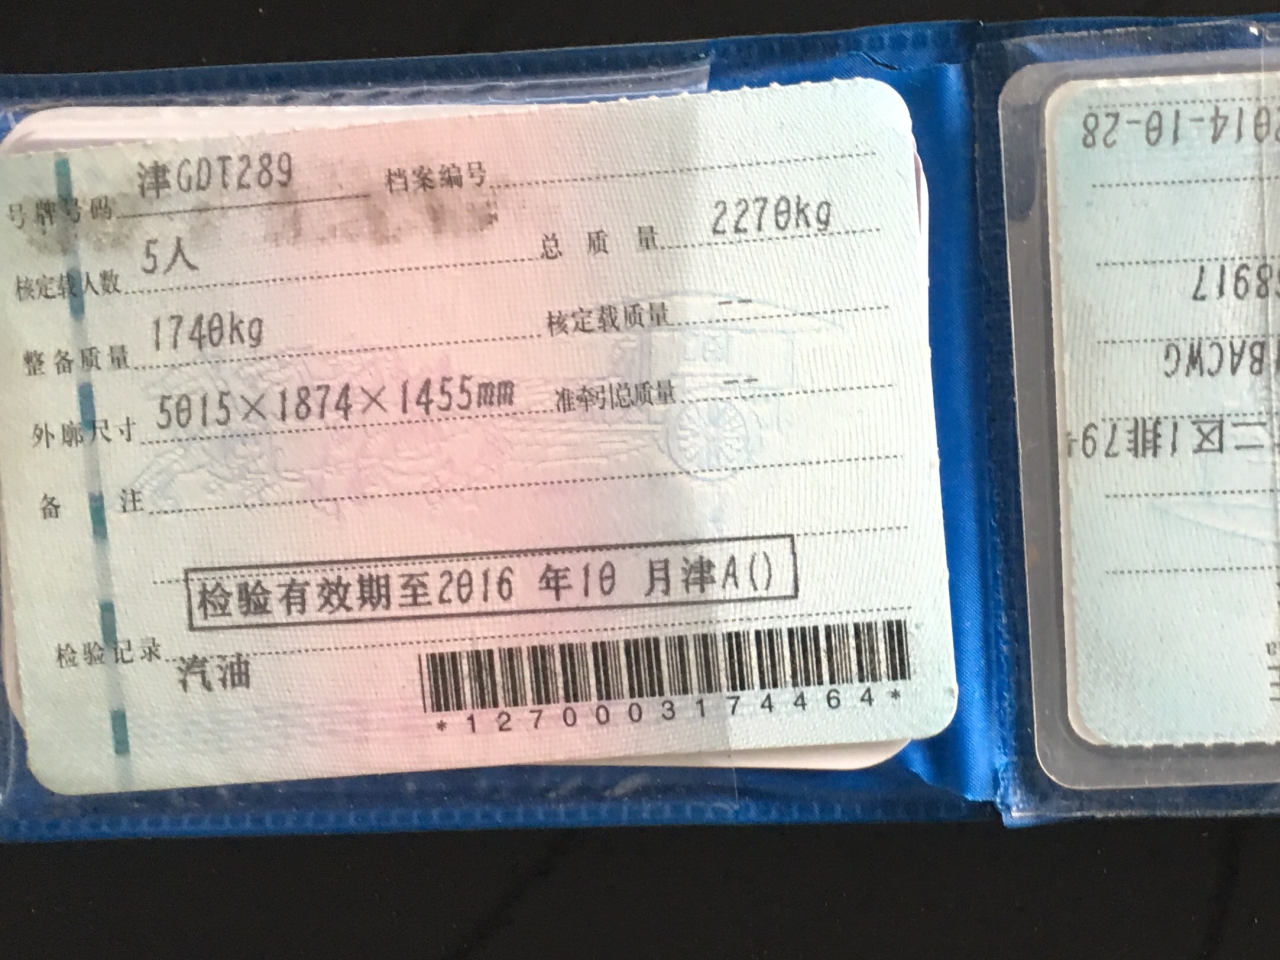 号牌号码 津GDT289 档案编号
核定载人数 5人 总质量 2270kg
整备质量 1740kg 核定载质量 --
外廓尺寸 5015×1874×1455mm 准牵引总质量 --
备注
检验有效期至2016 年10 月津A()
检验记录
汽油
*1270003174464*
2014-10-28
8917
BACWG
二区1排79